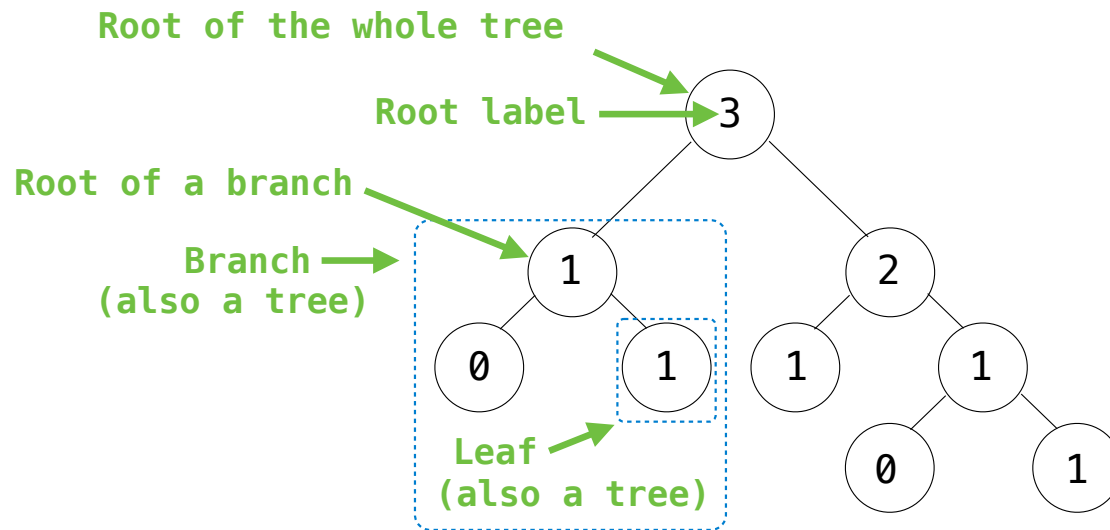 Root of the whole tree
Root label
3
Root of a branch
Branch
(also a tree)
1
2
0
1
1
1
Leaf
(also a tree)
0
1